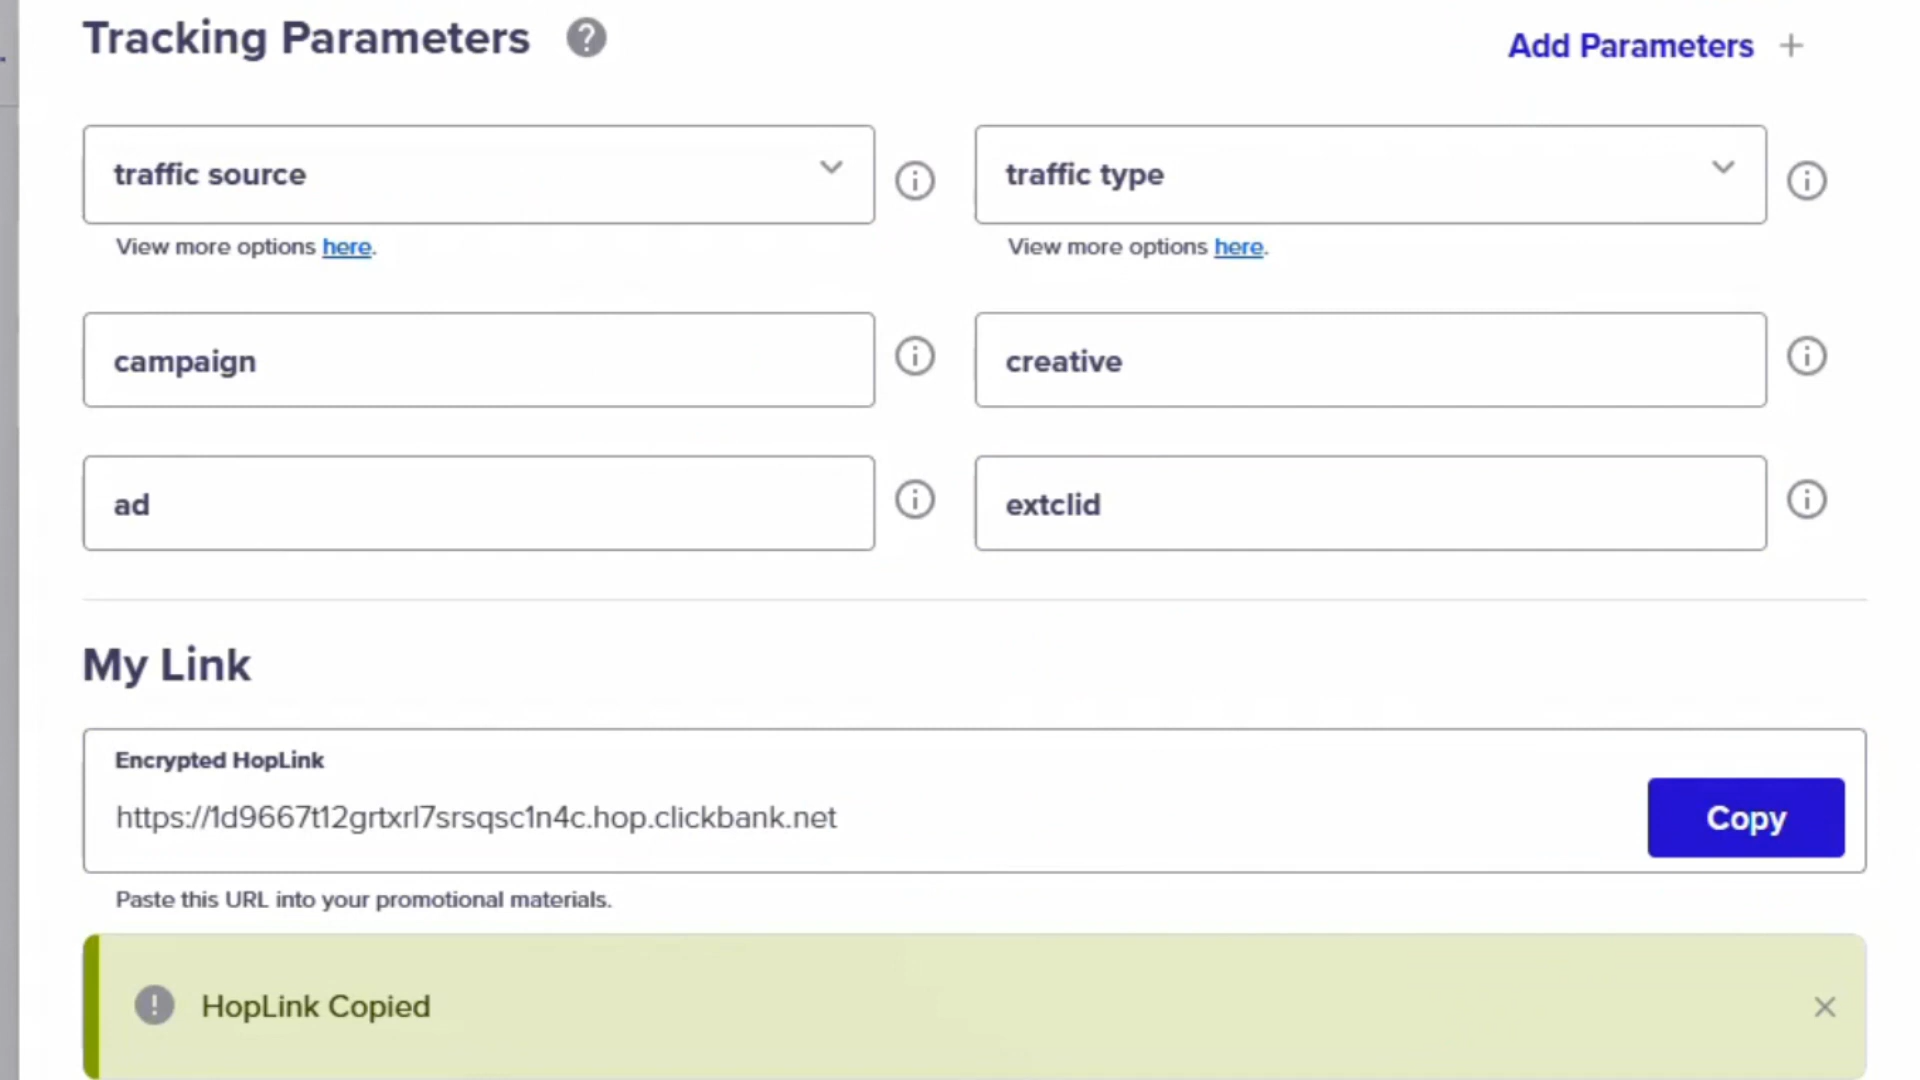 Tracking Parameters
Add Parameters +
traffic source
traffic type
View more options here.
View more options here.
campaign
creative
ad
extclid
My Link
Encrypted HopLink
https://1d9667t12grtxrl7srsqsc1n4c.hop.clickbank.net
Copy
Paste this URL into your promotional materials.
HopLink Copied